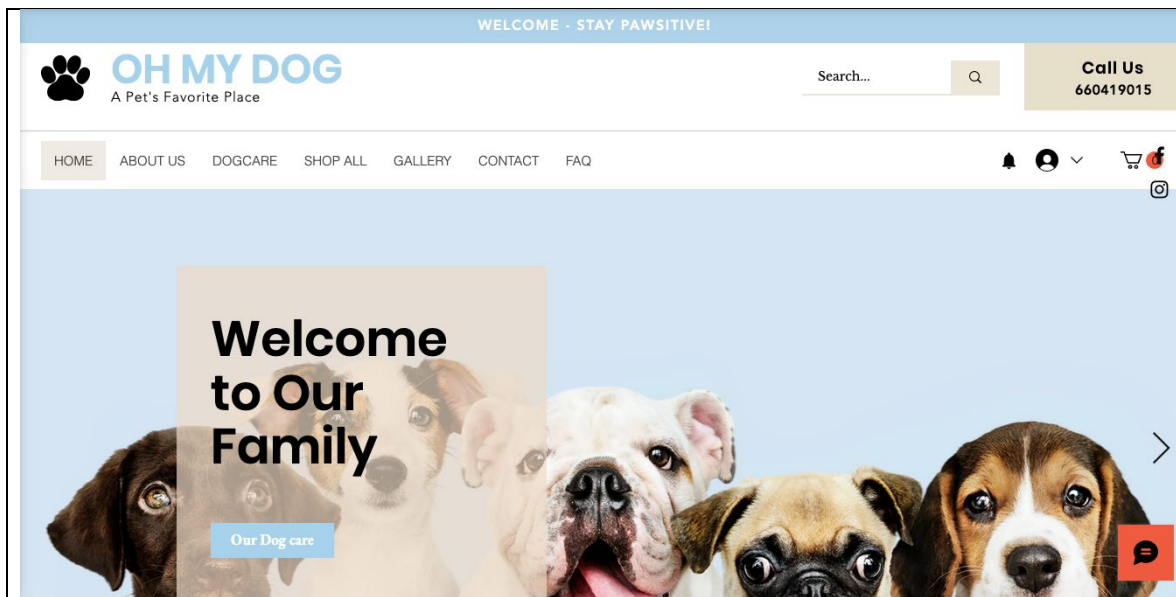 WELCOME - STAY PAWSITIVE!
OH MY DOG
A Pet's Favorite Place
Search...
Call Us
660419015
HOME ABOUT US DOGCARE SHOP ALL GALLERY CONTACT FAQ
Welcome
to Our
Family
Our Dog care